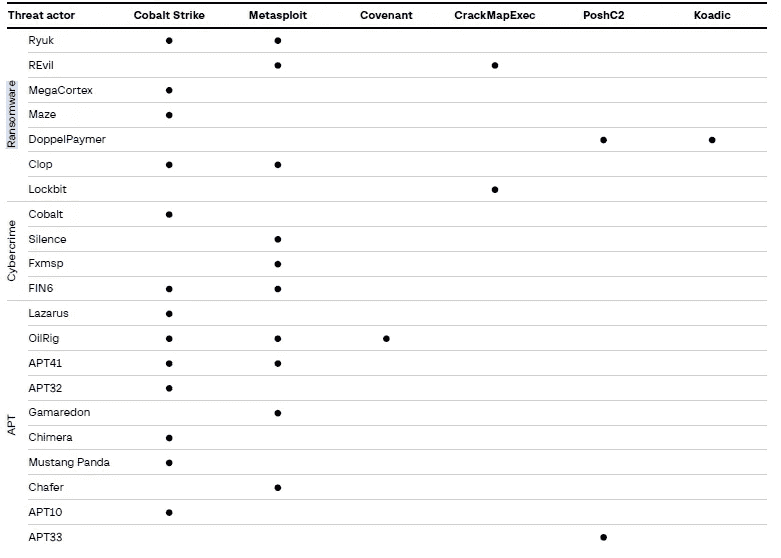 Threat actor Cobalt Strike Metasploit Covenant CrackMapExec PoshC2 Koadic
Ransomware
Ryuk ● ●
REvil ● ●
MegaCortex ●
Maze ●
DoppelPaymer ● ●
Clop ● ●
Lockbit ●
Cybercrime
Cobalt ●
Silence ●
Fxmsp ●
FIN6 ● ●
APT
Lazarus ●
OilRig ● ● ●
APT41 ● ●
APT32 ●
Gamaredon ●
Chimera ●
Mustang Panda ●
Chafer ●
APT10 ●
APT33 ●